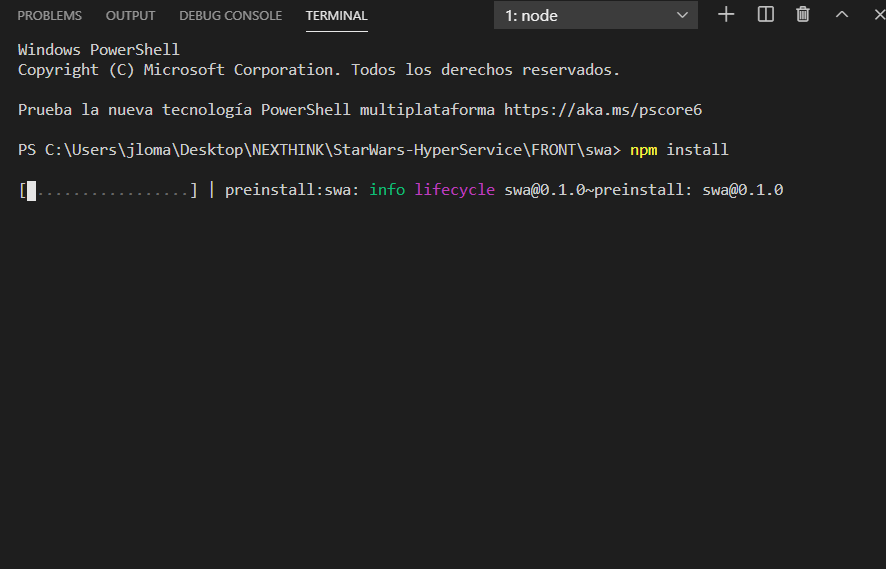 PROBLEMS OUTPUT DEBUG CONSOLE TERMINAL 1: node
Windows PowerShell
Copyright (C) Microsoft Corporation. Todos los derechos reservados.
Prueba la nueva tecnología PowerShell multiplataforma https://aka.ms/pscore6
PS C:\Users\jloma\Desktop\NEXTHINK\StarWars-HyperService\FRONT\swa> npm install
[ .................] | preinstall:swa: info lifecycle swa@0.1.0~preinstall: swa@0.1.0